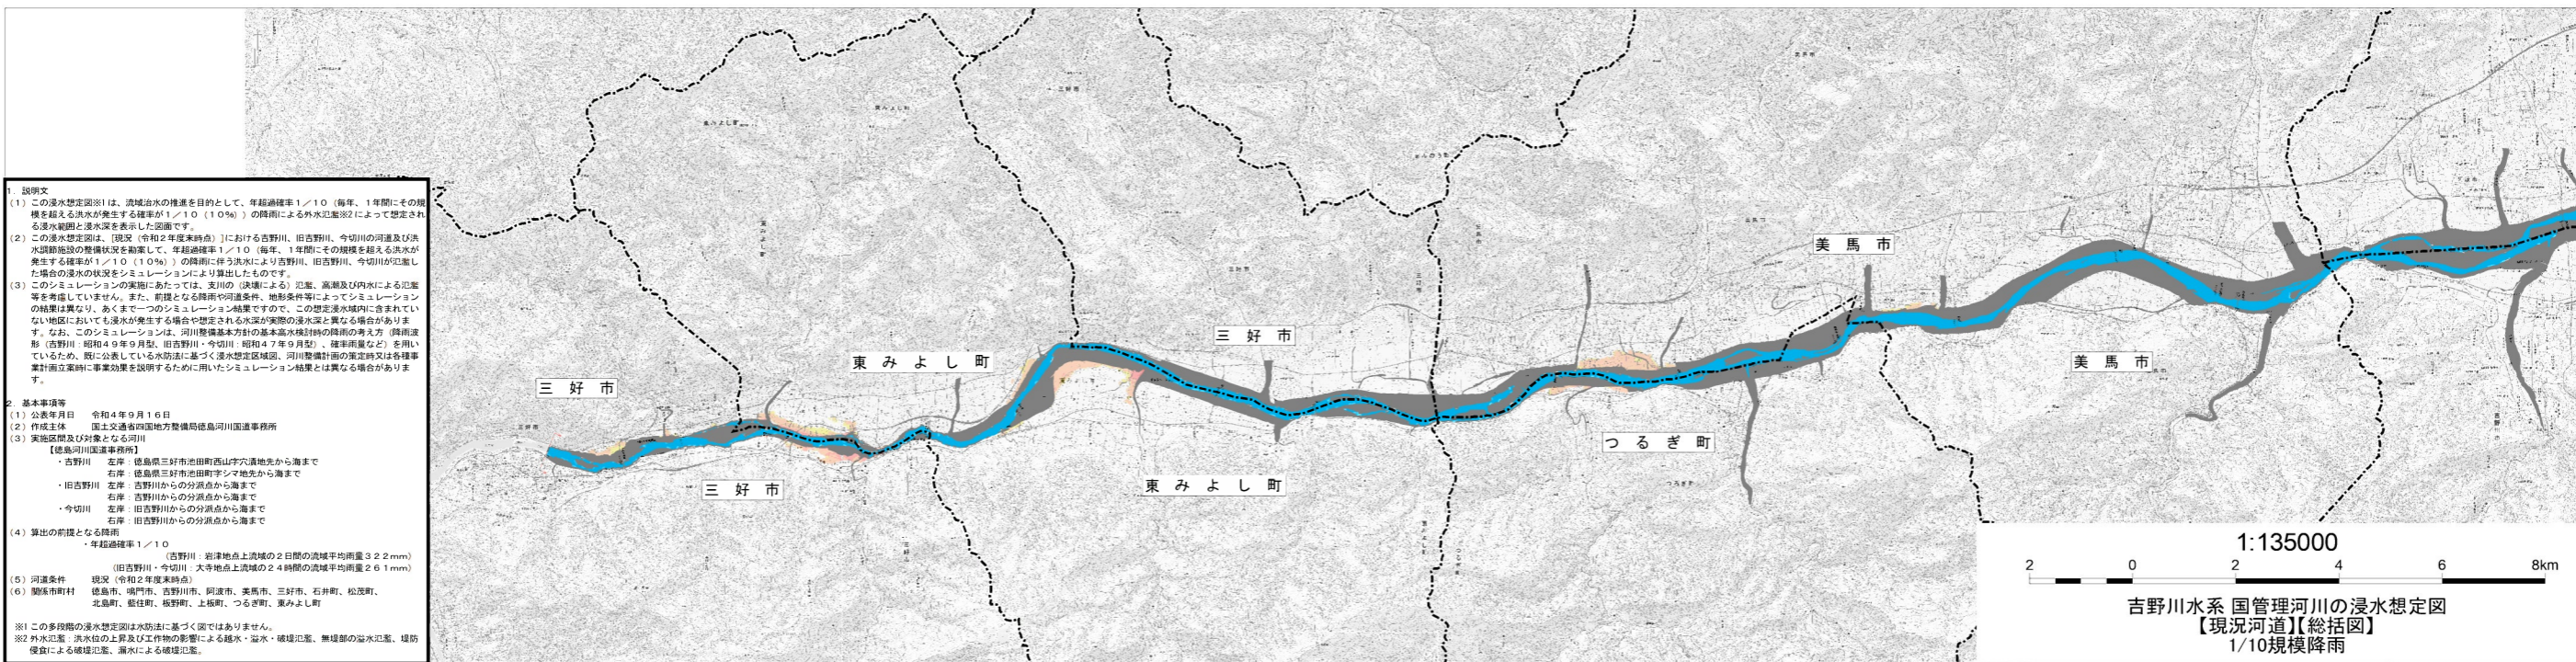 1. 説明文
(1) この浸水想定図※1は、流域治水の推進を目的として、年超過確率1/10(毎年、1年間にその規
模を超える洪水が発生する確率が1/10(10%))の降雨による外水氾濫※2によって想定され
る浸水範囲と浸水深を表示した図面です。
(2) この浸水想定図は、[現況(令和2年度末時点)]における吉野川、旧吉野川、今切川の河道及び洪
水調節施設の整備状況を勘案して、年超過確率1/10(毎年、1年間にその規模を超える洪水が
発生する確率が1/10(10%))の降雨に伴う洪水により吉野川、旧吉野川、今切川が氾濫し
た場合の浸水の状況をシミュレーションにより算出したものです。
(3) このシミュレーションの実施にあたっては、支川の(決壊による)氾濫、高潮及び内水による氾濫
等を考慮していません。また、前提となる降雨や河道条件、地形条件等によってシミュレーション
の結果は異なり、あくまで一つのシミュレーション結果ですので、この想定浸水域内に含まれてい
ない地区においても浸水が発生する場合や想定される水深が実際の浸水深と異なる場合がありま
す。なお、このシミュレーションは、河川整備基本方針の基本高水検討時の降雨の考え方(降雨波
形(吉野川:昭和49年9月型、旧吉野川・今切川:昭和47年9月型)、確率雨量など)を用い
ているため、既に公表している水防法に基づく浸水想定区域図、河川整備計画の策定時又は各種事
業計画立案時に事業効果を説明するために用いたシミュレーション結果とは異なる場合がありま
す。
2. 基本事項等
(1) 公表年月日 令和4年9月16日
(2) 作成主体 国土交通省四国地方整備局徳島河川国道事務所
(3) 実施区間及び対象となる河川
【徳島河川国道事務所】
・吉野川 左岸:徳島県三好市池田町西山字穴漬地先から海まで
右岸:徳島県三好市池田町字シマ地先から海まで
・旧吉野川 左岸:吉野川からの分派点から海まで
右岸:吉野川からの分派点から海まで
・今切川 左岸:旧吉野川からの分派点から海まで
右岸:旧吉野川からの分派点から海まで
(4) 算出の前提となる降雨
・年超過確率1/10
(吉野川:岩津地点上流域の2日間の流域平均雨量322mm)
(旧吉野川・今切川:大寺地点上流域の24時間の流域平均雨量261mm)
(5) 河道条件 現況(令和2年度末時点)
(6) 関係市町村 徳島市、鳴門市、吉野川市、阿波市、美馬市、三好市、石井町、松茂町、
北島町、藍住町、板野町、上板町、つるぎ町、東みよし町
※1 この多段階の浸水想定図は水防法に基づく図ではありません。
※2 外水氾濫:洪水位の上昇及び工作物の影響による越水・溢水・破堤氾濫、無堤部の溢水氾濫、堤防
侵食による破堤氾濫、漏水による破堤氾濫。
三好市
東みよし町
三好市
美馬市
三好市
東みよし町
つるぎ町
美馬市
1:135000
2 0 2 4 6 8km
吉野川水系 国管理河川の浸水想定図
【現況河道】【総括図】
1/10規模降雨